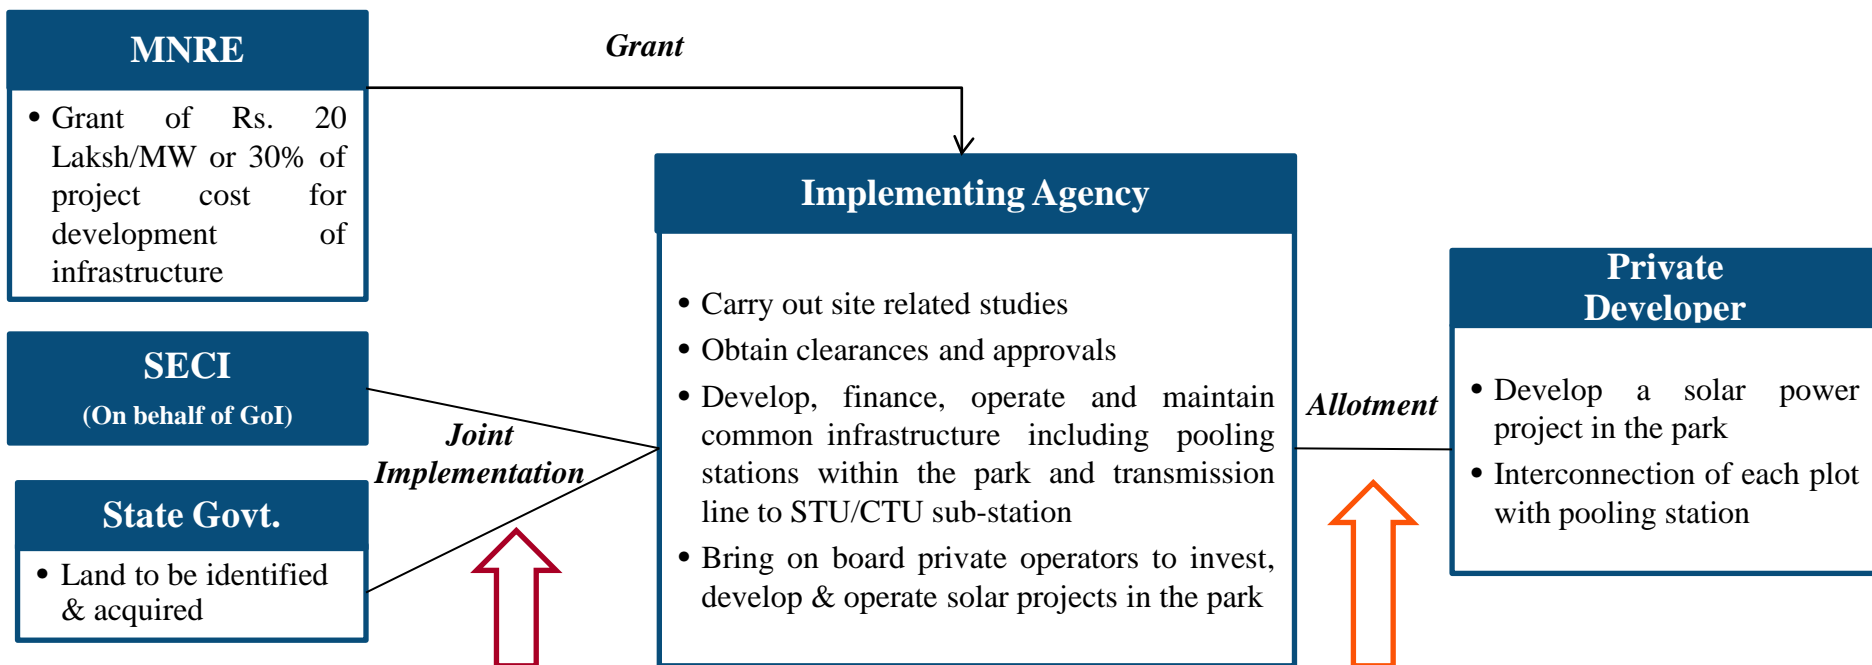 MNRE
• Grant of Rs. 20
Laksh/MW or 30% of
project cost for
development of
infrastructure
Grant
SECI
(On behalf of GoI)
Joint
Implementation
State Govt.
• Land to be identified
& acquired
Implementing Agency
• Carry out site related studies
• Obtain clearances and approvals
• Develop, finance, operate and maintain
common infrastructure including pooling
stations within the park and transmission
line to STU/CTU sub-station
• Bring on board private operators to invest,
develop & operate solar projects in the park
Allotment
Private
Developer
• Develop a solar power
project in the park
• Interconnection of each plot
with pooling station